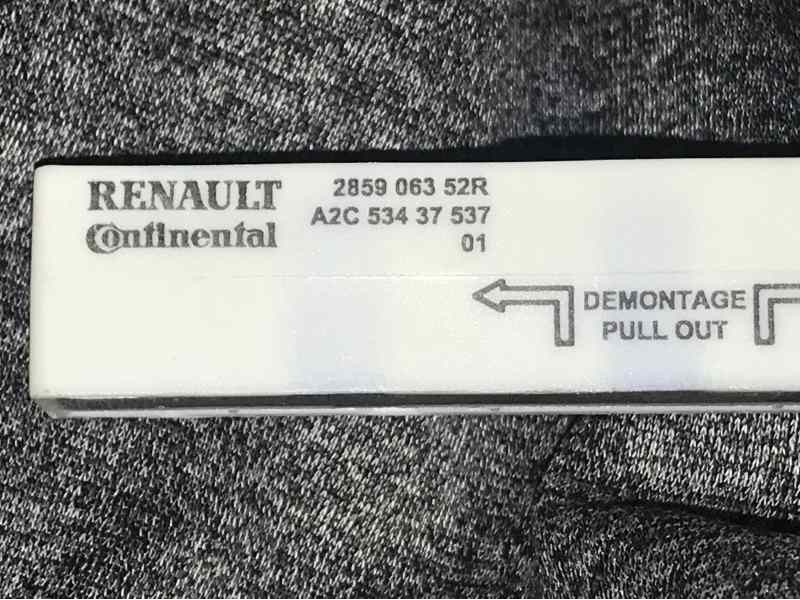 RENAULT
Continental
2859 063 52R
A2C 534 37 537
01
DEMONTAGE
PULL OUT